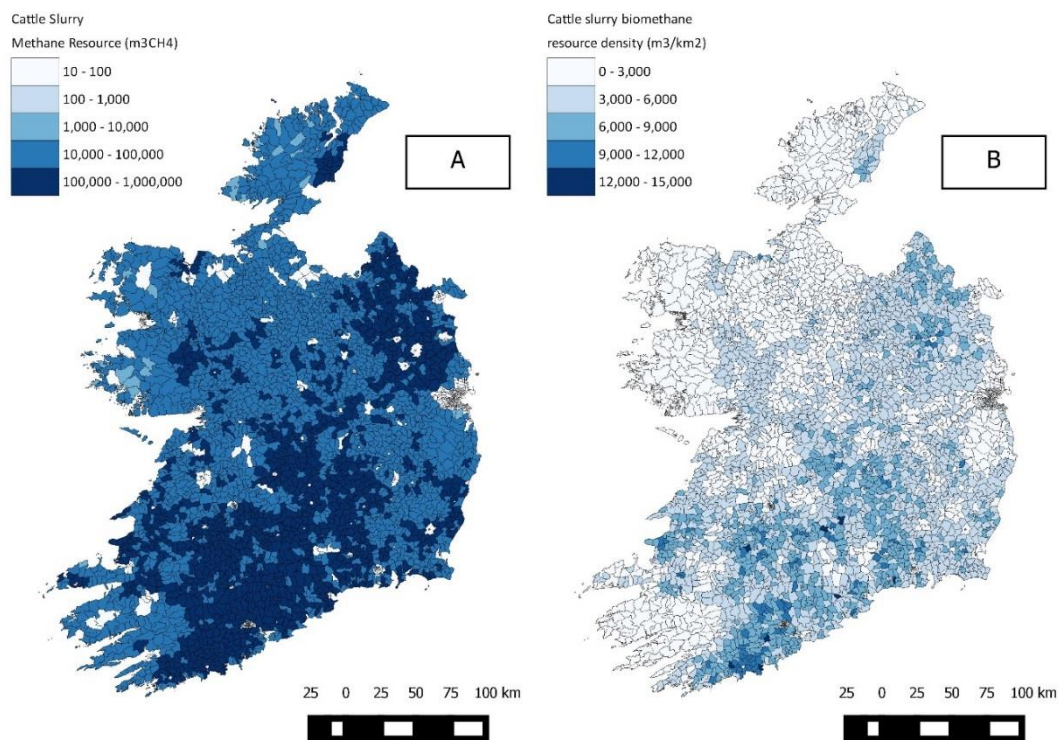 Cattle Slurry
Methane Resource (m3CH4)
10 - 100
100 - 1,000
1,000 - 10,000
10,000 - 100,000
100,000 - 1,000,000
A
25 0 25 50 75 100 km
Cattle slurry biomethane
resource density (m3/km2)
0 - 3,000
3,000 - 6,000
6,000 - 9,000
9,000 - 12,000
12,000 - 15,000
B
25 0 25 50 75 100 km